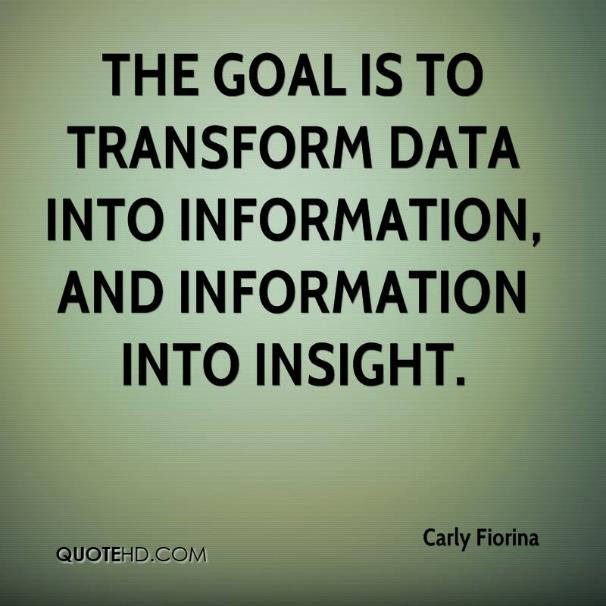 THE GOAL IS TO
TRANSFORM DATA
INTO INFORMATION,
AND INFORMATION
INTO INSIGHT.
Carly Fiorina
QUOTEHD.COM